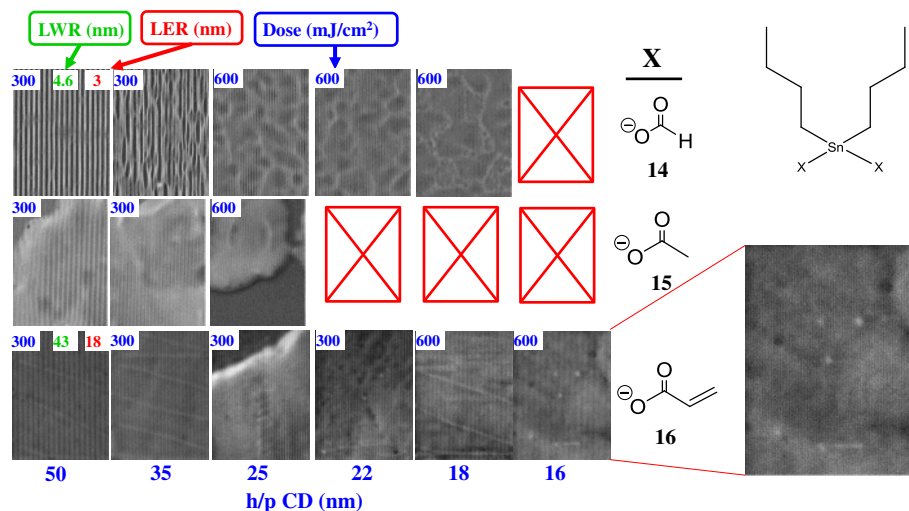 LWR (nm) LER (nm) Dose (mJ/cm²)
300 4.6 3 300 600 600 600
X
O O H
⊖
14
Sn
X X
300 300 600
O O
⊖
15
300 43 18 300 300 300 600 600
O O
⊖
16
50 35 25 22 18 16
h/p CD (nm)